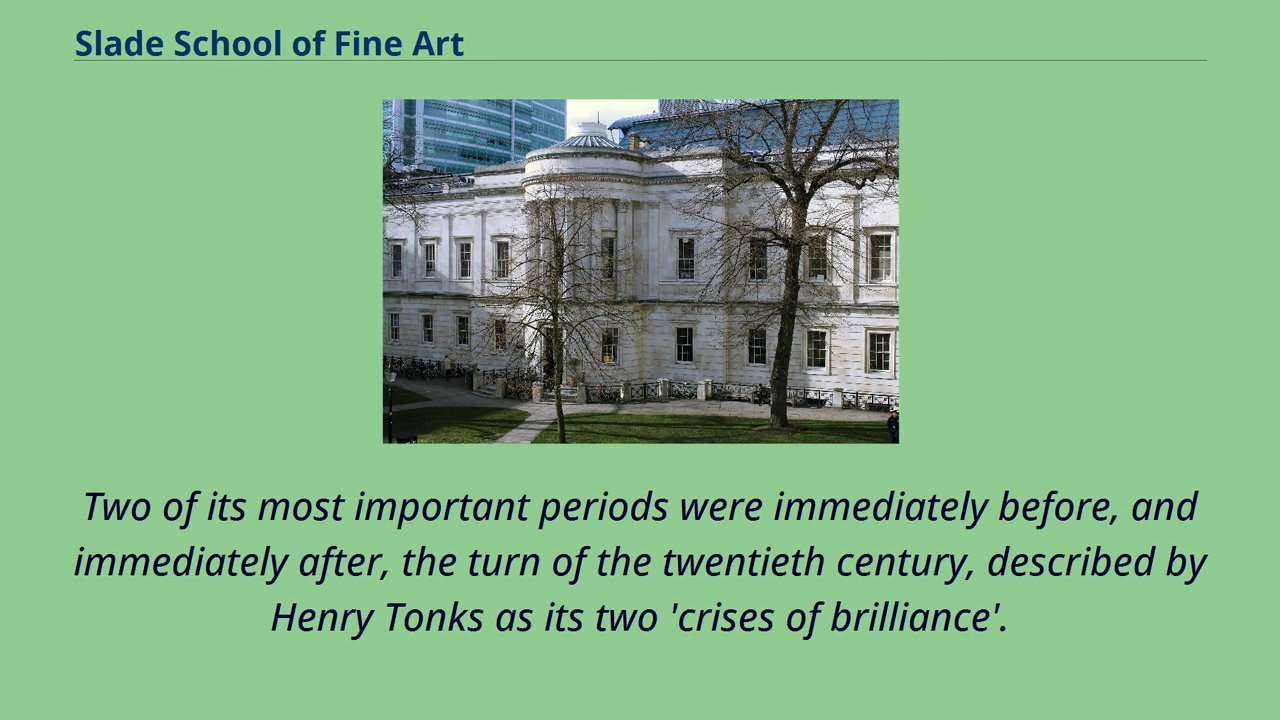 Slade School of Fine Art
Two of its most important periods were immediately before, and
immediately after, the turn of the twentieth century, described by
Henry Tonks as its two 'crises of brilliance'.